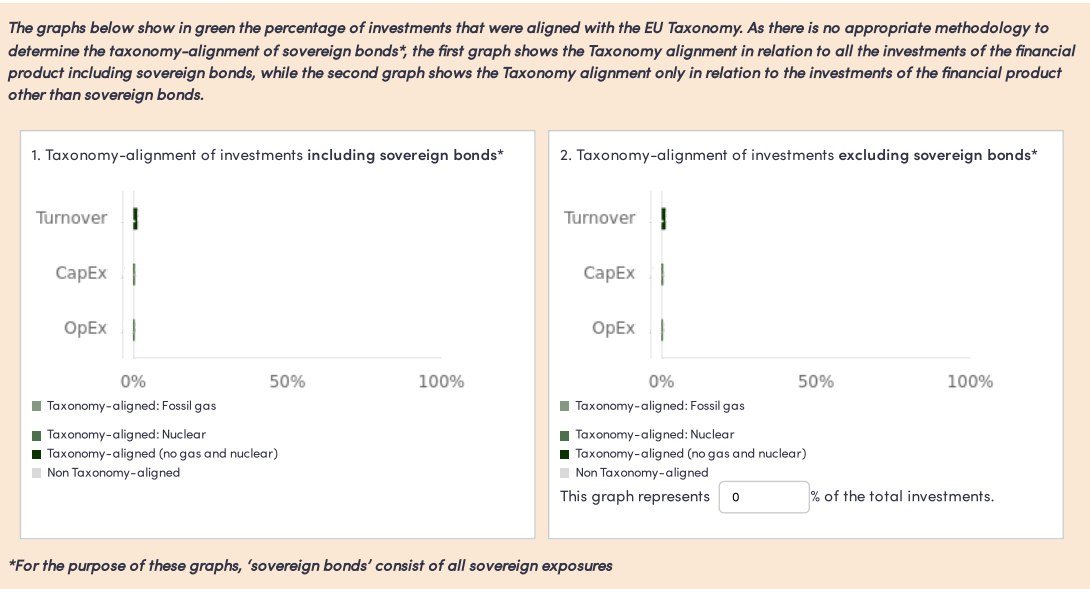 The graphs below show in green the percentage of investments that were aligned with the EU Taxonomy. As there is no appropriate methodology to
determine the taxonomy-alignment of sovereign bonds*, the first graph shows the Taxonomy alignment in relation to all the investments of the financial
product including sovereign bonds, while the second graph shows the Taxonomy alignment only in relation to the investments of the financial product
other than sovereign bonds.
1. Taxonomy-alignment of investments including sovereign bonds*
Turnover
CapEx
OpEx
0% 50% 100%
Taxonomy-aligned: Fossil gas
Taxonomy-aligned: Nuclear
Taxonomy-aligned (no gas and nuclear)
Non Taxonomy-aligned
2. Taxonomy-alignment of investments excluding sovereign bonds*
Turnover
CapEx
OpEx
0% 50% 100%
Taxonomy-aligned: Fossil gas
Taxonomy-aligned: Nuclear
Taxonomy-aligned (no gas and nuclear)
Non Taxonomy-aligned
This graph represents 0 % of the total investments.
*For the purpose of these graphs, ‘sovereign bonds’ consist of all sovereign exposures